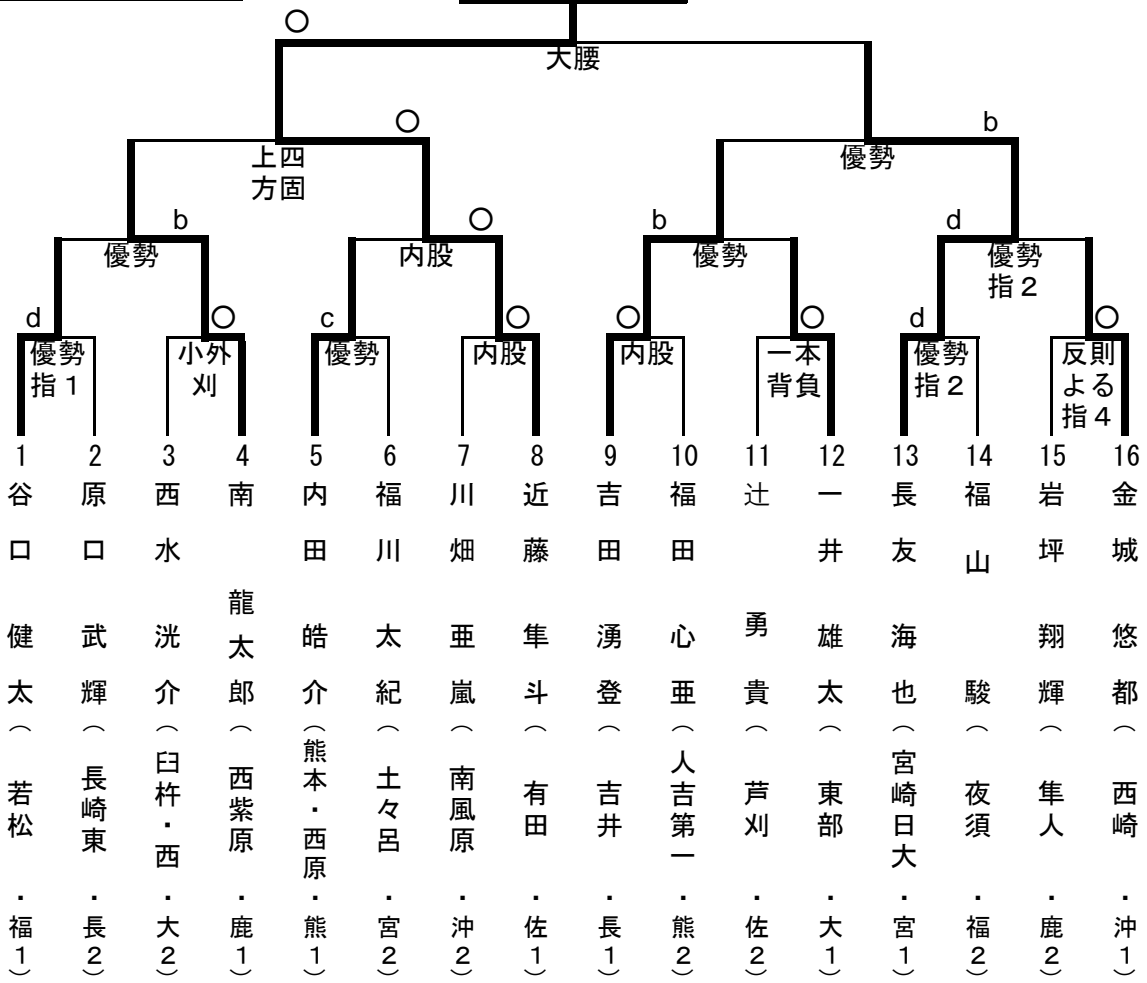 ○
大腰
○
b
上四
方固
優勢
b
○
b
d
優勢
内股
優勢
優勢
指２
d
○
c
○
○
○
d
○
優勢
指１
小外
刈
優勢
内股
内股
一本
背負
優勢
指２
反則
よる
指４
1 谷口 健太（若松・福１）
2 原口 武輝（長崎東・長２）
3 西水 洸介（臼杵・西・大２）
4 南 龍太郎（西紫原・鹿１）
5 内田 皓介（熊本・西原・熊１）
6 福川 太紀（土々呂・宮２）
7 川畑 亜嵐（南風原・沖２）
8 近藤 隼斗（有田・佐１）
9 吉田 湧登（吉井・長１）
10 福田 心亜（人吉第一・熊２）
11 辻 勇貴（芦刈・佐２）
12 一井 雄太（東部・大１）
13 長友 海也（宮崎日大・宮１）
14 福山 駿（夜須・福２）
15 岩坪 翔輝（隼人・鹿２）
16 金城 悠都（西崎・沖１）